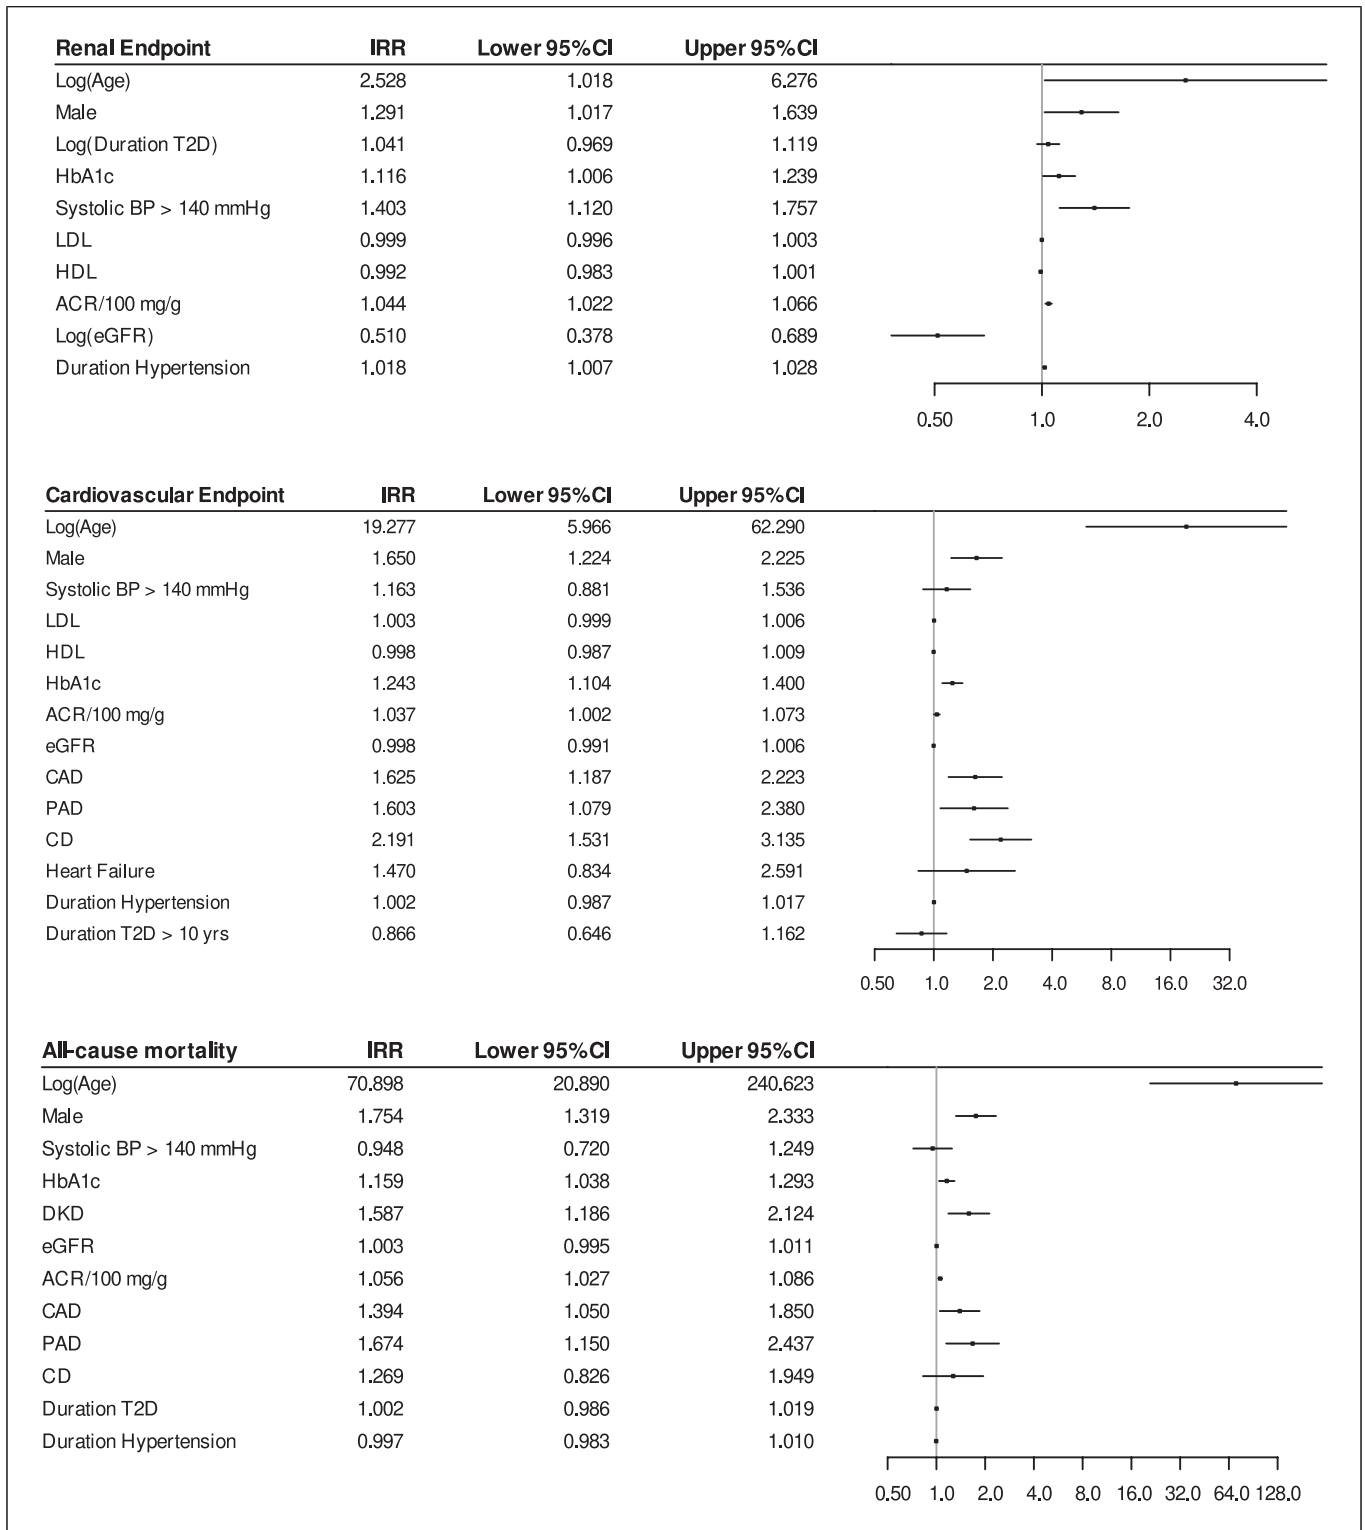 Renal Endpoint IRR Lower 95%CI Upper 95%CI
Log(Age) 2.528 1.018 6.276
Male 1.291 1.017 1.639
Log(Duration T2D) 1.041 0.969 1.119
HbA1c 1.116 1.006 1.239
Systolic BP > 140 mmHg 1.403 1.120 1.757
LDL 0.999 0.996 1.003
HDL 0.992 0.983 1.001
ACR/100 mg/g 1.044 1.022 1.066
Log(eGFR) 0.510 0.378 0.689
Duration Hypertension 1.018 1.007 1.028
0.50 1.0 2.0 4.0
Cardiovascular Endpoint IRR Lower 95%CI Upper 95%CI
Log(Age) 19.277 5.966 62.290
Male 1.650 1.224 2.225
Systolic BP > 140 mmHg 1.163 0.881 1.536
LDL 1.003 0.999 1.006
HDL 0.998 0.987 1.009
HbA1c 1.243 1.104 1.400
ACR/100 mg/g 1.037 1.002 1.073
eGFR 0.998 0.991 1.006
CAD 1.625 1.187 2.223
PAD 1.603 1.079 2.380
CD 2.191 1.531 3.135
Heart Failure 1.470 0.834 2.591
Duration Hypertension 1.002 0.987 1.017
Duration T2D > 10 yrs 0.866 0.646 1.162
0.50 1.0 2.0 4.0 8.0 16.0 32.0
All-cause mortality IRR Lower 95%CI Upper 95%CI
Log(Age) 70.898 20.890 240.623
Male 1.754 1.319 2.333
Systolic BP > 140 mmHg 0.948 0.720 1.249
HbA1c 1.159 1.038 1.293
DKD 1.587 1.186 2.124
eGFR 1.003 0.995 1.011
ACR/100 mg/g 1.056 1.027 1.086
CAD 1.394 1.050 1.850
PAD 1.674 1.150 2.437
CD 1.269 0.826 1.949
Duration T2D 1.002 0.986 1.019
Duration Hypertension 0.997 0.983 1.010
0.50 1.0 2.0 4.0 8.0 16.0 32.0 64.0 128.0